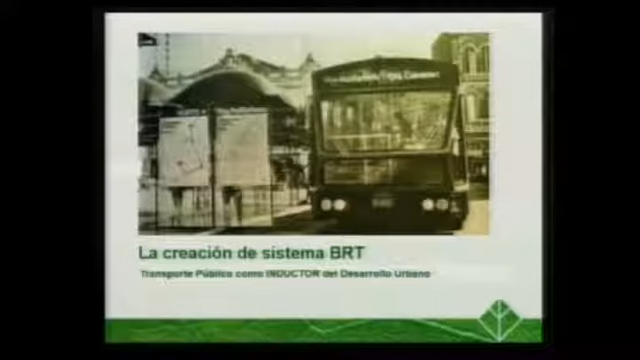 La creación de sistema BRT
Transporte Público como INDUCTOR del Desarrollo Urbano